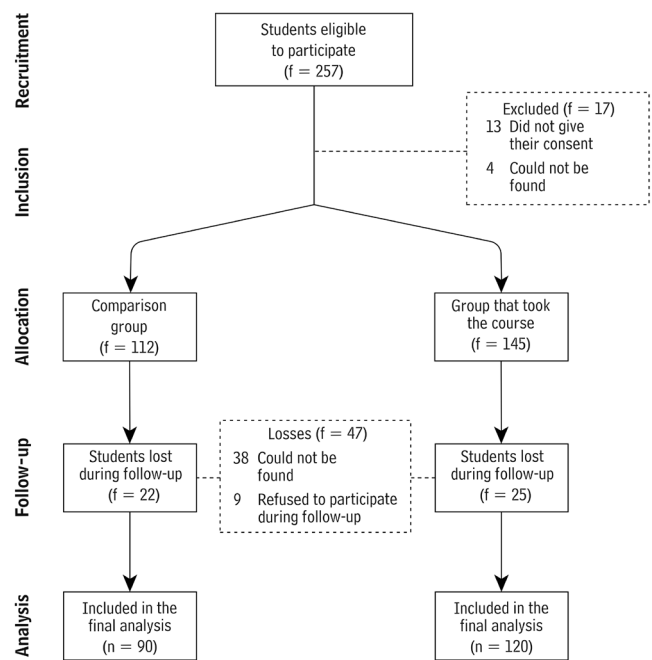 Recruitment
Students eligible
to participate
(f = 257)
Inclusion
Excluded (f = 17)
13 Did not give
their consent
4 Could not be
found
Allocation
Comparison
group
(f = 112)
Group that took
the course
(f = 145)
Follow-up
Students lost
during follow-up
(f = 22)
Losses (f = 47)
38 Could not be
found
9 Refused to participate
during follow-up
Students lost
during follow-up
(f = 25)
Analysis
Included in the
final analysis
(n = 90)
Included in the
final analysis
(n = 120)